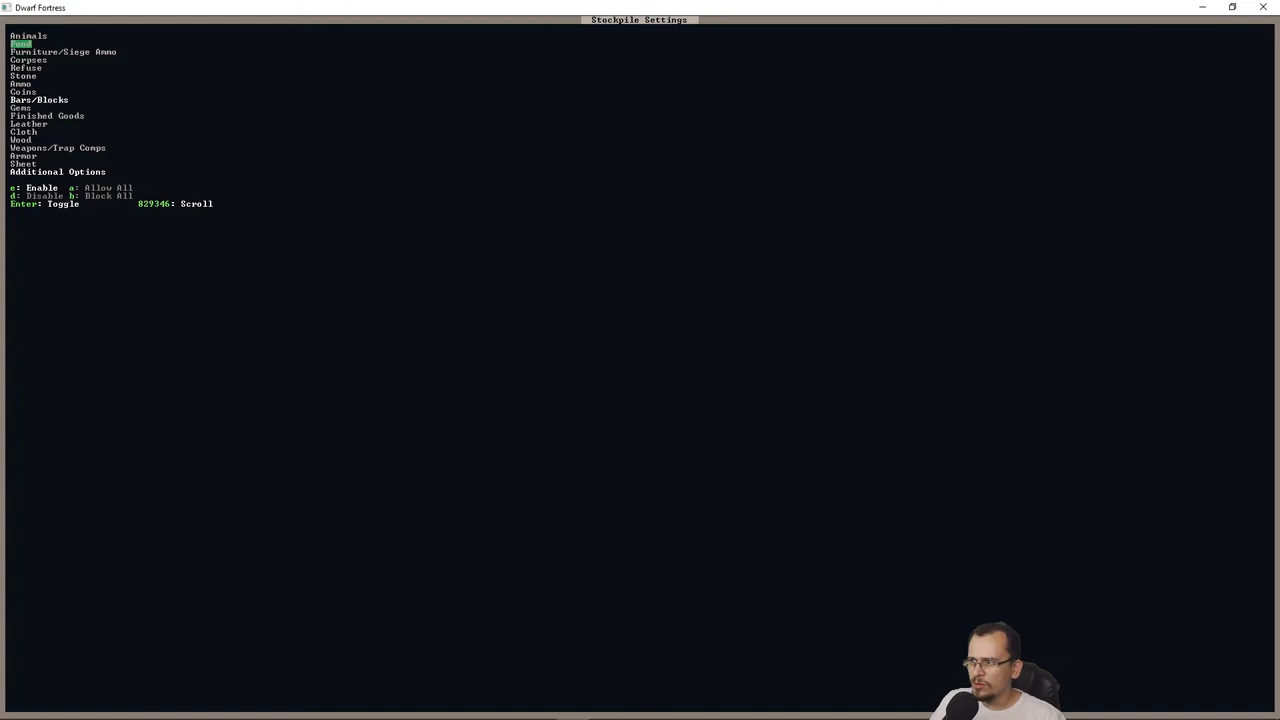 Dwarf Fortress
Stockpile Settings
Animals
Food
Furniture/Siege Ammo
Corpses
Refuse
Stone
Ammo
Coins
Bars/Blocks
Gems
Finished Goods
Leather
Cloth
Wood
Weapons/Trap Comps
Armor
Sheet
Additional Options
e: Enable a: Allow All
d: Disable b: Block All
Enter: Toggle 829346: Scroll